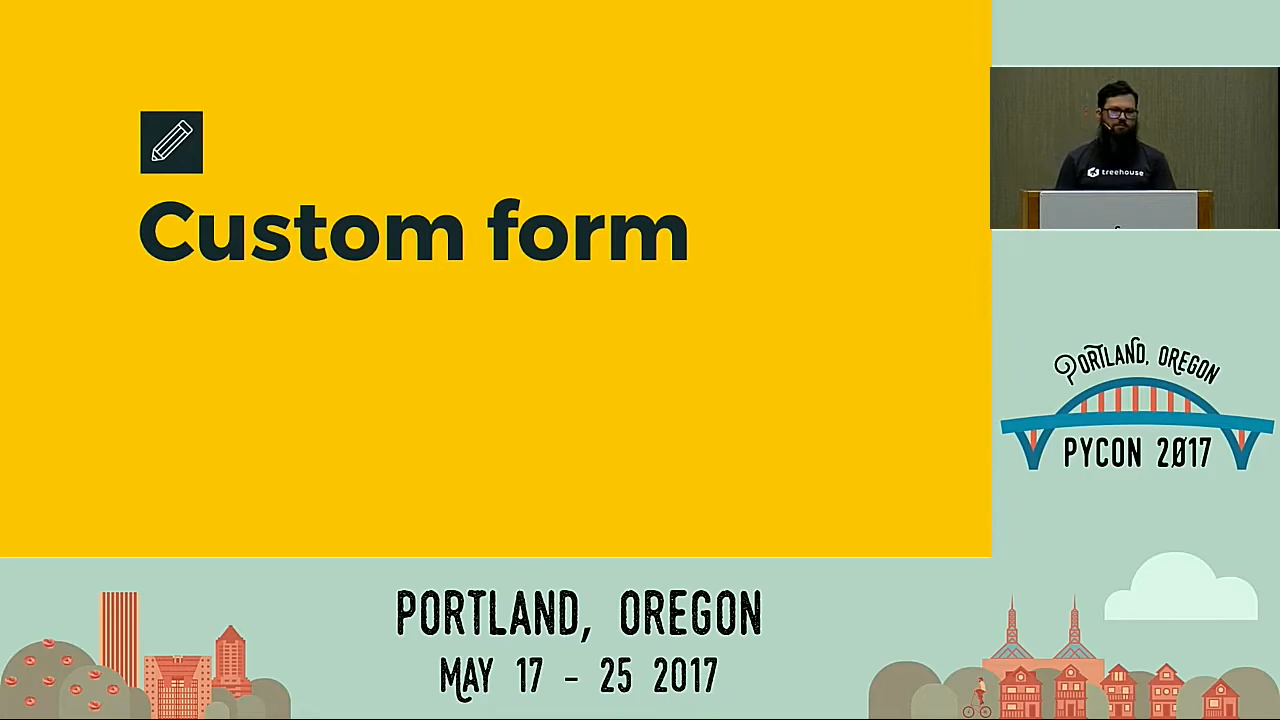 Custom form
treehouse
PORTLAND, OREGON
PYCON 2017
PORTLAND, OREGON
MAY 17 - 25 2017